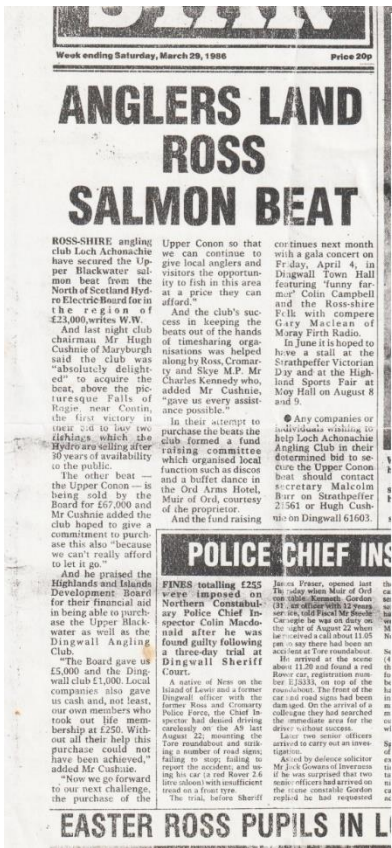 STAR
Week ending Saturday, March 29, 1986
Price 20p
ANGLERS LAND
ROSS
SALMON BEAT
ROSS-SHIRE angling
club Loch Achonachie
have secured the Up-
per Blackwater sal-
mon beat from the
North of Scotland Hyd-
ro Electric Board for in
the region of
£23,000, writes W.W.
And last night club
chairman Mr Hugh
Cushnie of Maryburgh
said the club was
"absolutely delight-
ed" to acquire the
beat, above the pic-
turesque Falls of
Rogie, near Contin,
the first victory in
their bid to buy two
fishings which the
Hydro are selling after
30 years of availability
to the public.
The other beat —
the Upper Conon — is
being sold by the
Board for £67,000 and
Mr Cushnie added the
club hoped to give a
commitment to purch-
ase this also "because
we can't really afford
to let it go."
And he praised the
Highlands and Islands
Development Board
for their financial aid
in being able to purch-
ase the Upper Black-
water as well as the
Dingwall Angling
Club.
"The Board gave us
£5,000 and the Ding-
wall club £1,000. Local
companies also gave
us cash and, not least,
our own members who
took out life mem-
bership at £250. With-
out all their help this
purchase could not
have been achieved,"
added Mr Cushnie.
"Now we go forward
to our next challenge,
the purchase of the
Upper Conon so that
we can continue to
give local anglers and
visitors the opportun-
ity to fish in this area
at a price they can
afford."
And the club's suc-
cess in keeping the
beats out of the hands
of timesharing orga-
nisations was helped
along by Ross, Cromar-
ty and Skye M.P. Mr
Charles Kennedy who,
added Mr Cushnie,
"gave us every assist-
ance possible."
In their attempt to
purchase the beats the
club formed a fund
raising committee
which organised local
function such as discos
and a buffet dance in
the Ord Arms Hotel,
Muir of Ord, courtesy
of the proprietor.
And the fund raising
continues next month
with a gala concert on
Friday, April 4, in
Dingwall Town Hall
featuring 'funny far-
mer' Colin Campbell
and the Ross-shire
Folk with compere
Gary Maclean of
Moray Firth Radio.
In June it is hoped to
have a stall at the
Strathpeffer Victorian
Day and at the High-
land Sports Fair at
Moy Hall on August 8
and 9.
● Any companies or
individuals wishing to
help Loch Achonachie
Angling Club in their
determined bid to se-
cure the Upper Conon
beat should contact
secretary Malcolm
Burr on Strathpeffer
21561 or Hugh Cush-
nie on Dingwall 61603.
POLICE CHIEF INS
FINES totalling £255
were imposed on
Northern Constabul-
ary Police Chief In-
spector Colin Macdo-
nald after he was
found guilty following
a three-day trial at
Dingwall Sheriff
Court.
A native of Ness on the
Island of Lewis and a former
Dingwall officer with the
former Ross and Cromarty
Police Force, the Chief In-
spector had denied driving
carelessly on the A9 last
August 22; mounting the
Tore roundabout and strik-
ing a number of road signs;
failing to stop; failing to
report the accident; and us-
ing his car (a red Rover 2.6
litre saloon) with insufficient
tread on a front tyre.
The trial, before Sheriff
James Fraser, opened last
Thursday when Muir of Ord
constable Kenneth Gordon
(31), an officer with 12 years
service, told Fiscal Mr Steele
Carnegie he was on duty on
the night of August 22 when
he received a call about 11.05
pm to say there had been an
accident at Tore roundabout.
He arrived at the scene
about 11.20 and found a red
Rover car, registration num-
ber EJS133, on top of the
roundabout. The front of the
car and road signs had been
damaged. On the arrival of a
colleague they had searched
the immediate area for the
driver without success.
Later two senior officers
arrived to carry out an inves-
tigation.
Asked by defence solicitor
Mr Jock Gowans of Inverness
if he was surprised that two
senior officers had arrived on
the scene constable Gordon
replied he had requested
EASTER ROSS PUPILS IN L